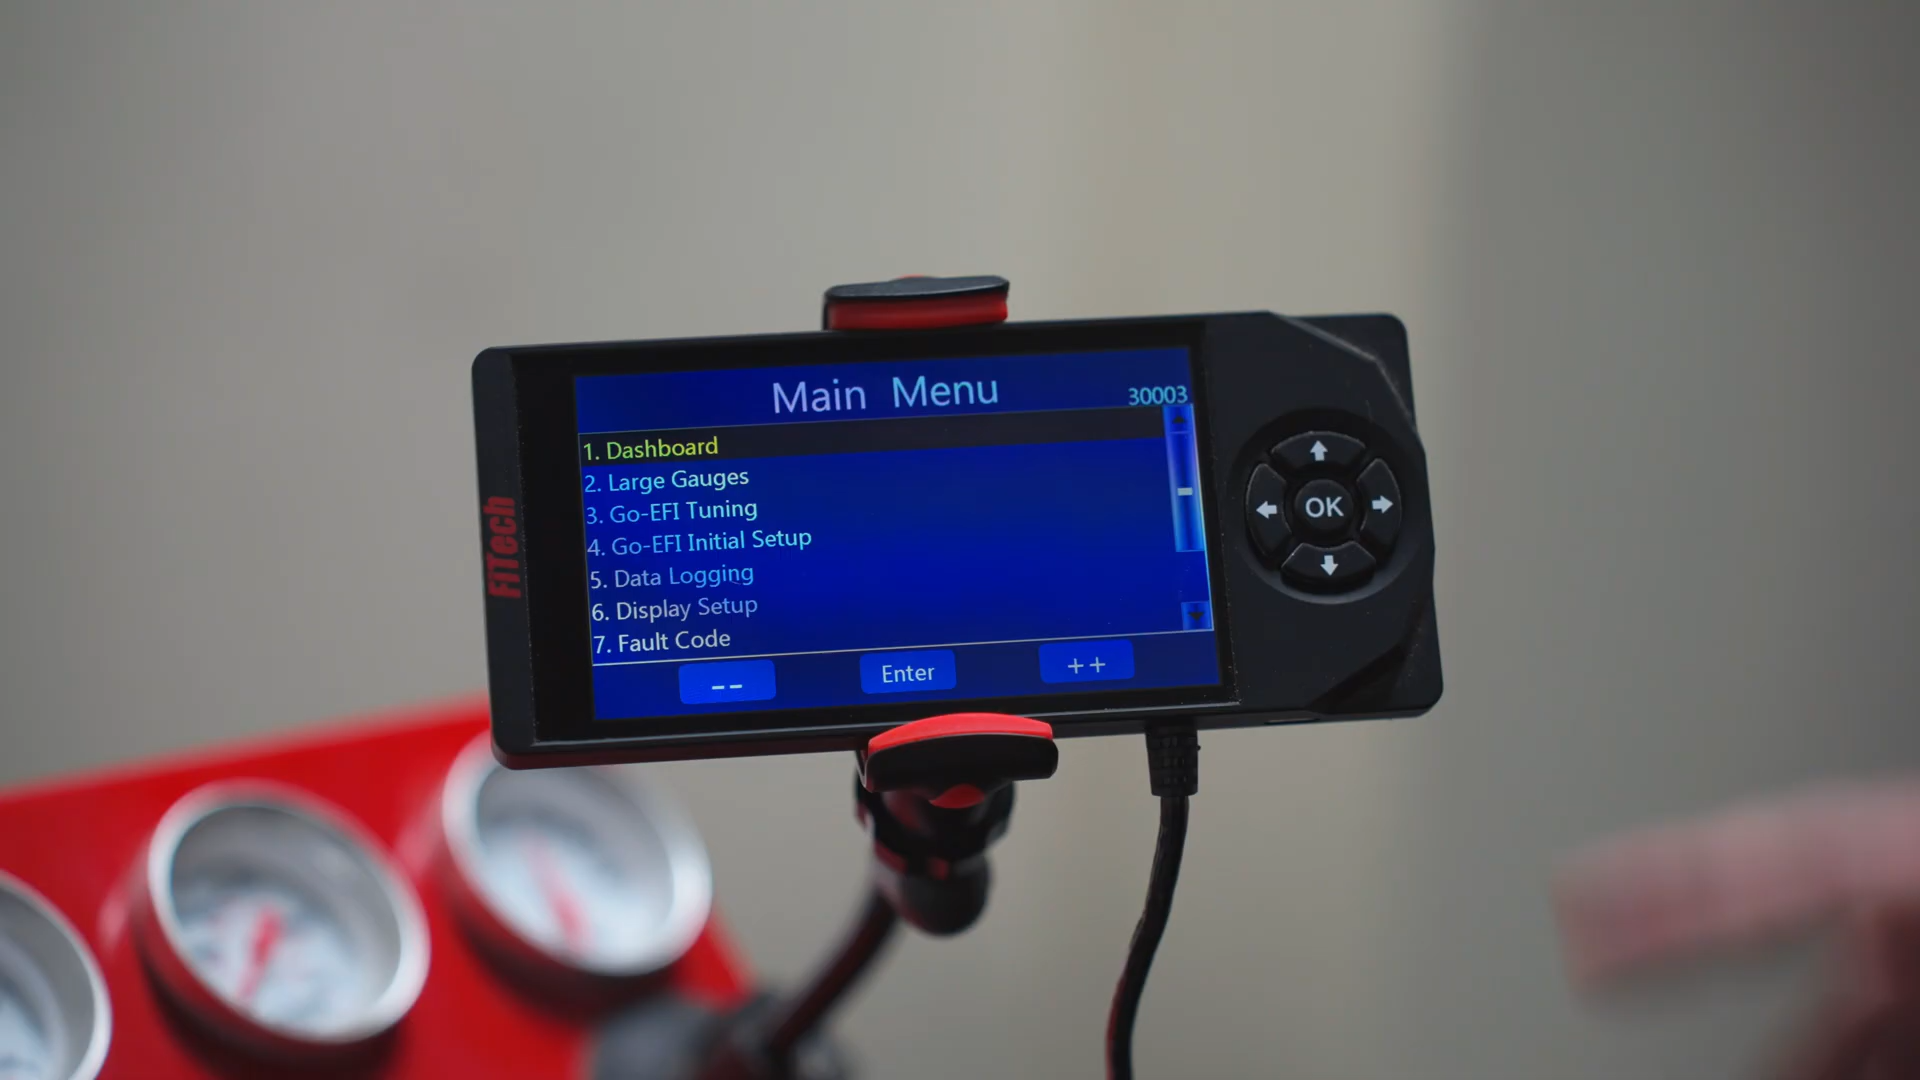 Main Menu
30003
1. Dashboard
2. Large Gauges
3. Go-EFI Tuning
4. Go-EFI Initial Setup
5. Data Logging
6. Display Setup
7. Fault Code
-- Enter ++
FiTech
OK